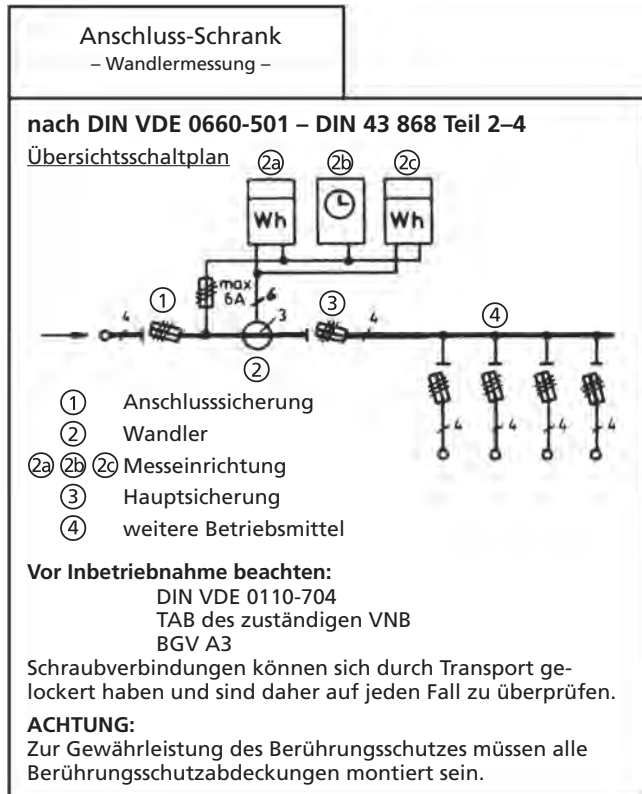 Anschluss-Schrank
– Wandlermessung –
nach DIN VDE 0660-501 – DIN 43 868 Teil 2–4
Übersichtsschaltplan
2a 2b 2c
Wh Wh
max
6A 6
1 3 4
4 3 4
2
4 4 4 4
1 Anschlusssicherung
2 Wandler
2a 2b 2c Messeinrichtung
3 Hauptsicherung
4 weitere Betriebsmittel
Vor Inbetriebnahme beachten:
DIN VDE 0110-704
TAB des zuständigen VNB
BGV A3
Schraubverbindungen können sich durch Transport ge-
lockert haben und sind daher auf jeden Fall zu überprüfen.
ACHTUNG:
Zur Gewährleistung des Berührungsschutzes müssen alle
Berührungsschutzabdeckungen montiert sein.